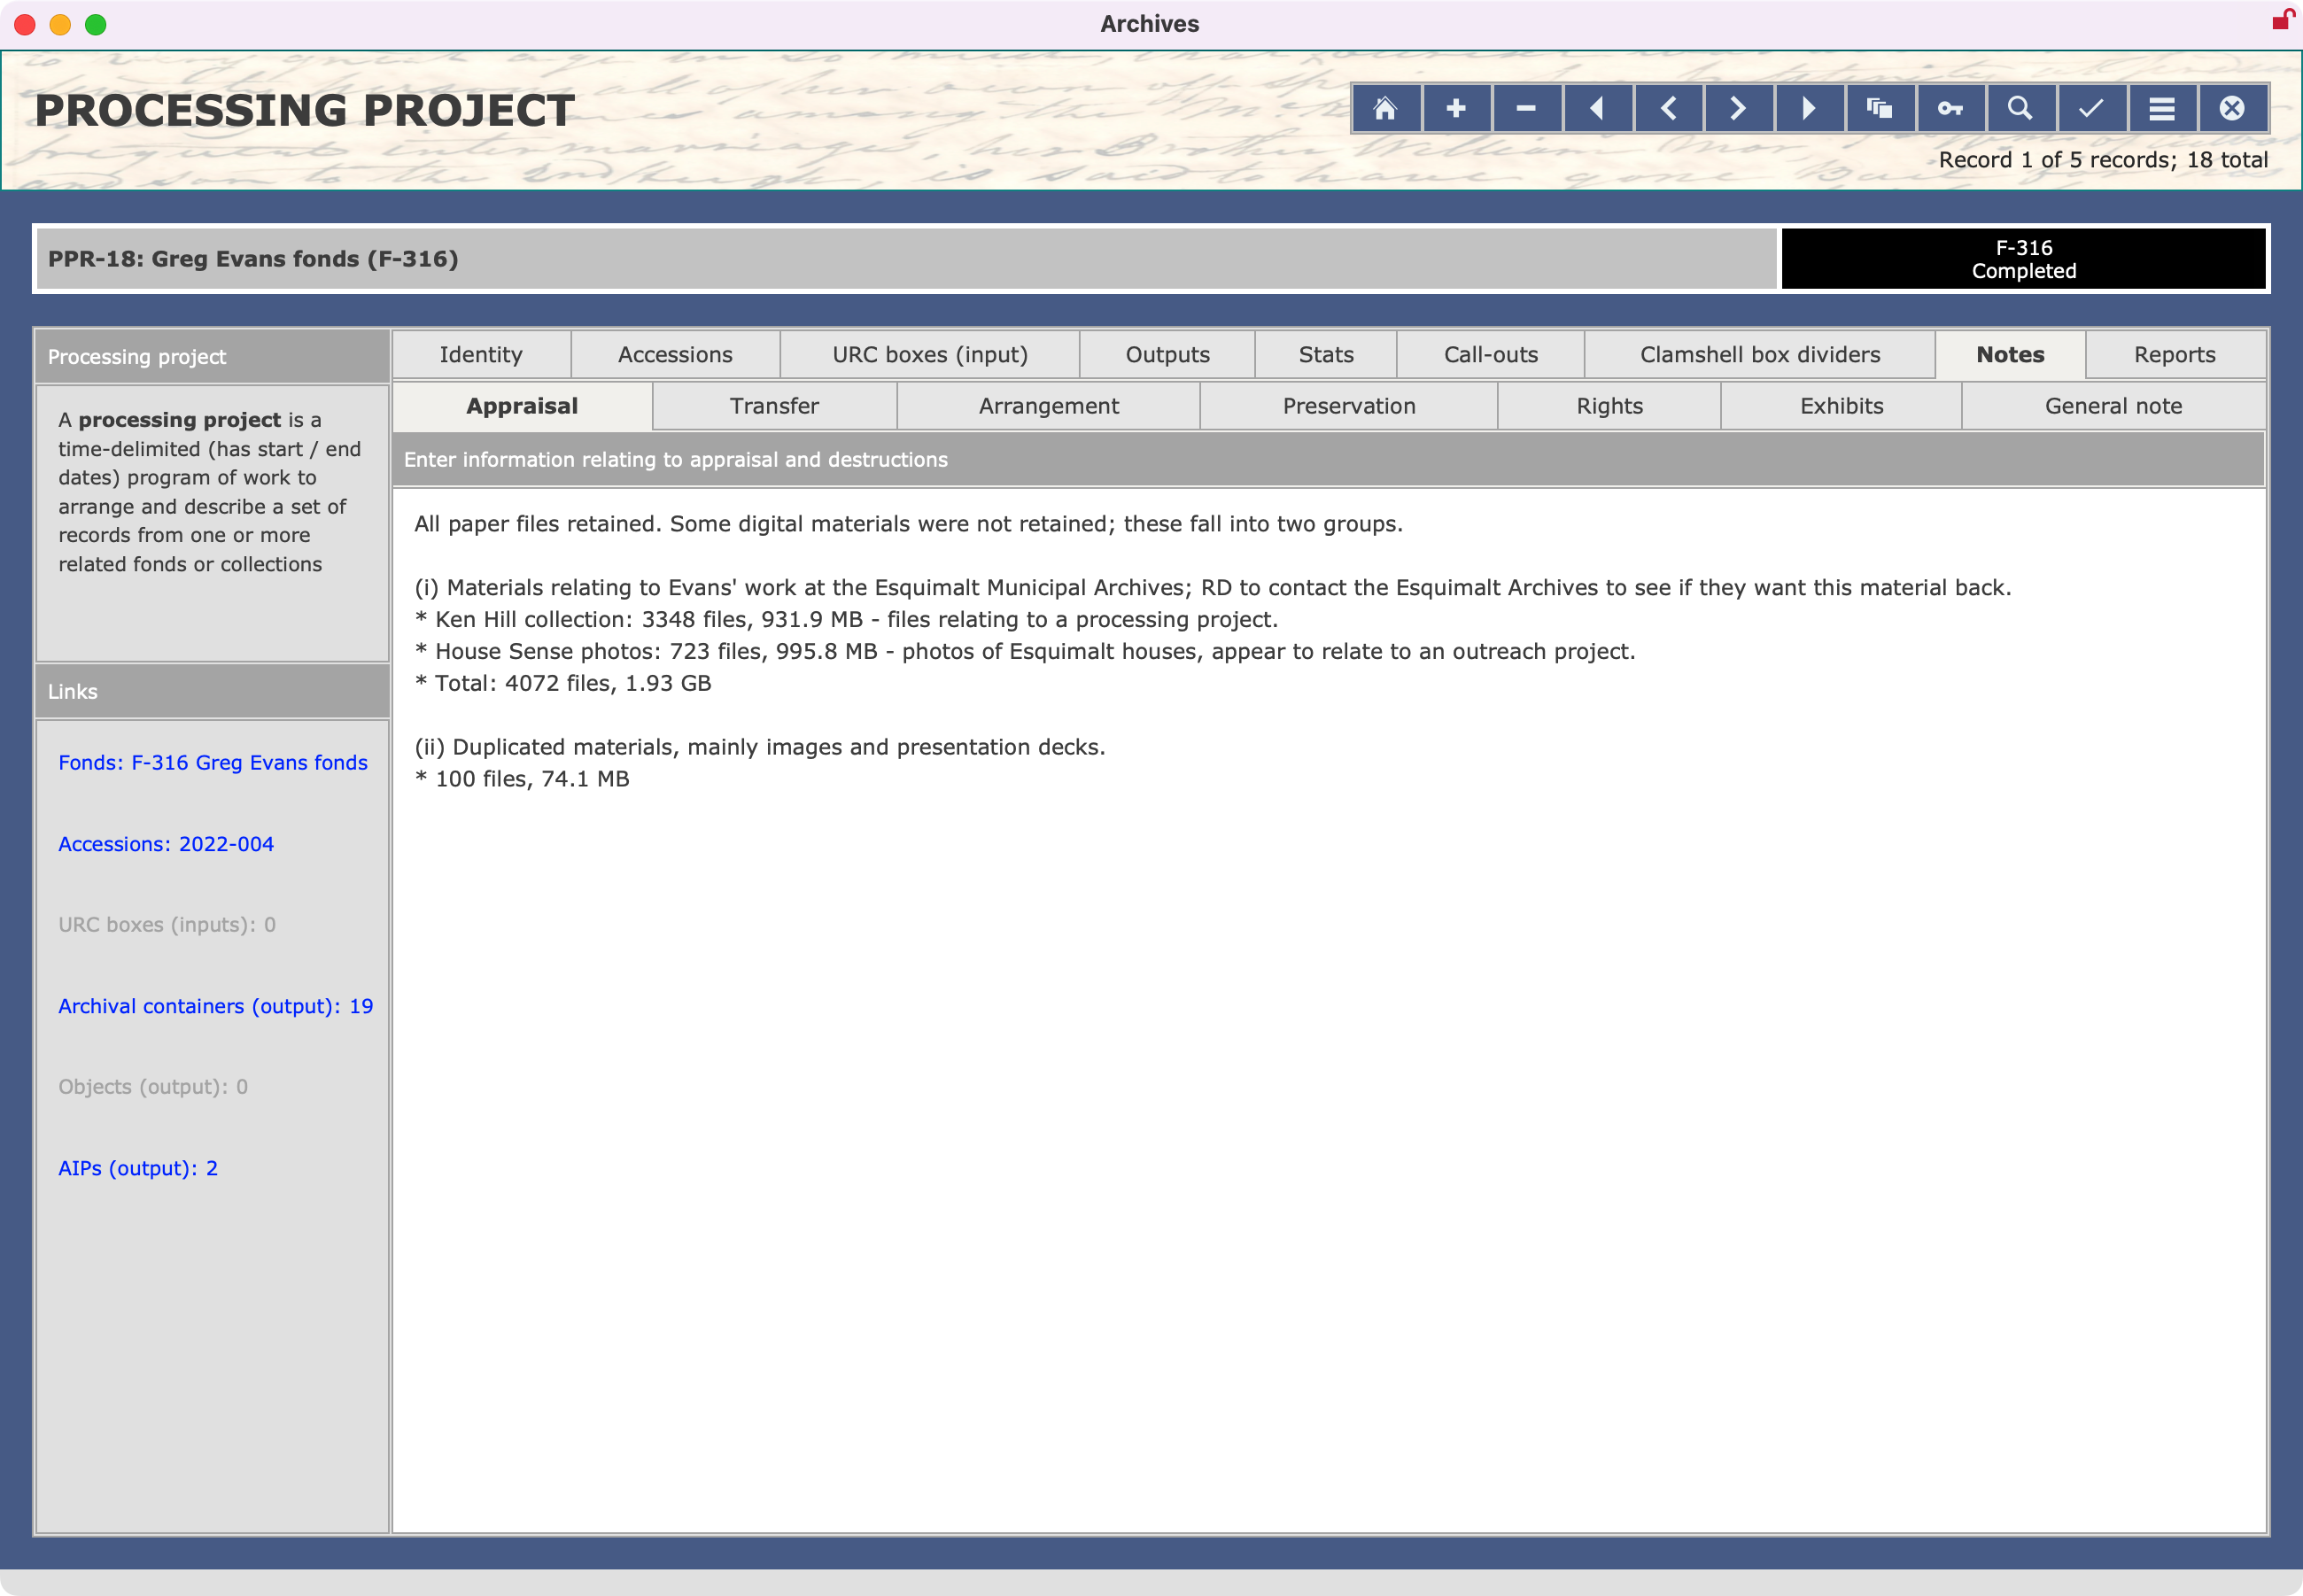 Archives
PROCESSING PROJECT
Record 1 of 5 records; 18 total
PPR-18: Greg Evans fonds (F-316)
F-316
Completed
Processing project
A processing project is a
time-delimited (has start / end
dates) program of work to
arrange and describe a set of
records from one or more
related fonds or collections
Links
Fonds: F-316 Greg Evans fonds
Accessions: 2022-004
URC boxes (inputs): 0
Archival containers (output): 19
Objects (output): 0
AIPs (output): 2
Identity Accessions URC boxes (input) Outputs Stats Call-outs Clamshell box dividers Notes Reports
Appraisal Transfer Arrangement Preservation Rights Exhibits General note
Enter information relating to appraisal and destructions
All paper files retained. Some digital materials were not retained; these fall into two groups.
(i) Materials relating to Evans' work at the Esquimalt Municipal Archives; RD to contact the Esquimalt Archives to see if they want this material back.
* Ken Hill collection: 3348 files, 931.9 MB - files relating to a processing project.
* House Sense photos: 723 files, 995.8 MB - photos of Esquimalt houses, appear to relate to an outreach project.
* Total: 4072 files, 1.93 GB
(ii) Duplicated materials, mainly images and presentation decks.
* 100 files, 74.1 MB